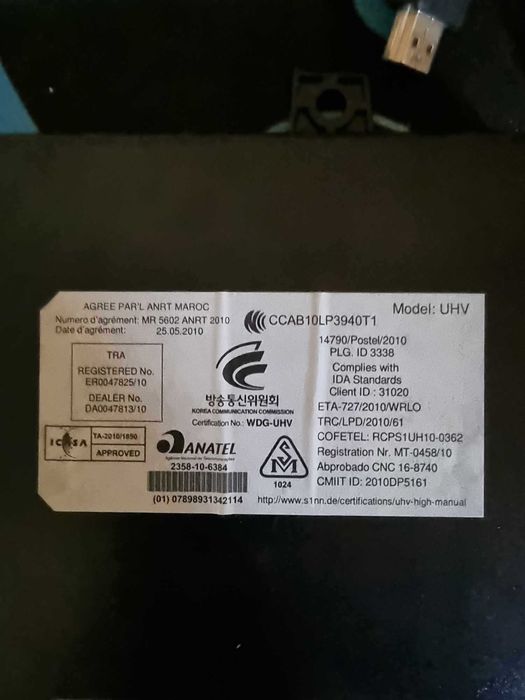 AGREE PAR'L ANRT MAROC
Numero d'agrément: MR 5602 ANRT 2010
Date d'agrément: 25.05.2010
TRA
REGISTERED No.
ER0047825/10
DEALER No.
DA0047813/10
ICASA
TA-2010/1850
APPROVED
CCAB10LP3940T1
방송통신위원회
KOREA COMMUNICATION COMMISSION
Certification No.: WDG-UHV
ANATEL
Agência Nacional de Telecomunicações
2358-10-6384
(01) 07898931342114
1024
Model: UHV
14790/Postel/2010
PLG. ID 3338
Complies with
IDA Standards
Client ID : 31020
ETA-727/2010/WRLO
TRC/LPD/2010/61
COFETEL: RCPS1UH10-0362
Registration Nr. MT-0458/10
Abprobado CNC 16-8740
CMIIT ID: 2010DP5161
http://www.s1nn.de/certifications/uhv-high-manual